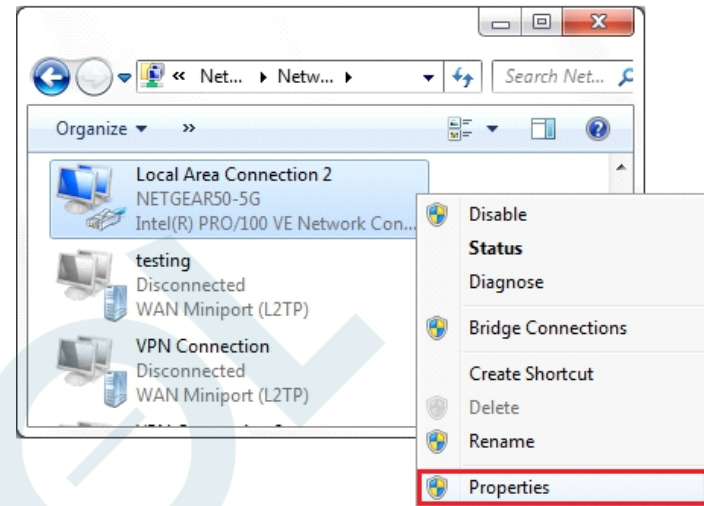 « Net... ▸ Netw... ▸
Search Net...
Organize ▾ »
Local Area Connection 2
NETGEAR50-5G
Intel(R) PRO/100 VE Network Con...
testing
Disconnected
WAN Miniport (L2TP)
VPN Connection
Disconnected
WAN Miniport (L2TP)
Disable
Status
Diagnose
Bridge Connections
Create Shortcut
Delete
Rename
Properties